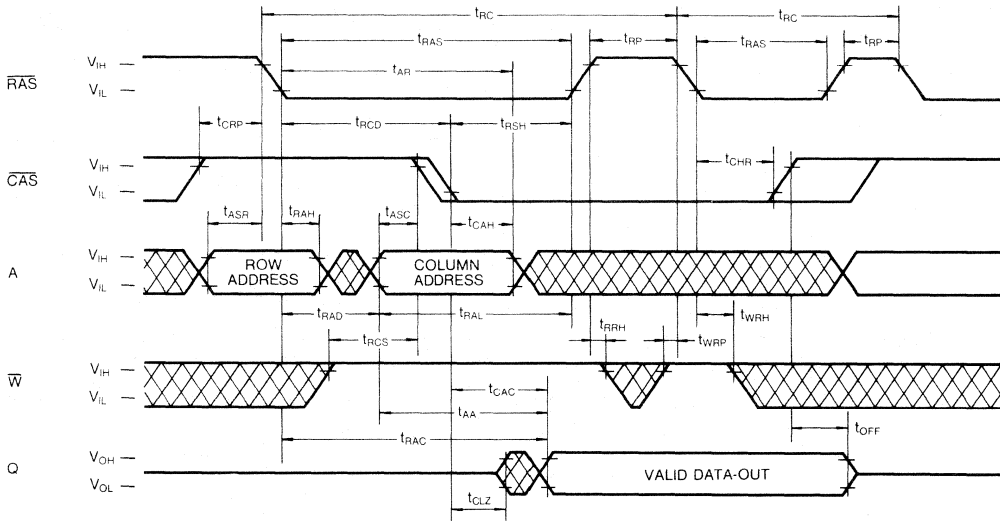 tRC tRC
tRAS tRP tRAS tRP
VIH
tAR
RAS
VIL
tCRP tRCD tRSH
VIH
tCHR
CAS
VIL
tASR tRAH tASC tCAH
VIH
A ROW ADDRESS COLUMN ADDRESS
VIL
tRAD tRAL tWRH
tRRH
tRCS tWRP
VIH
W
tCAC
VIL
tAA
tRAC tOFF
VOH
Q VALID DATA-OUT
VOL
tCLZ